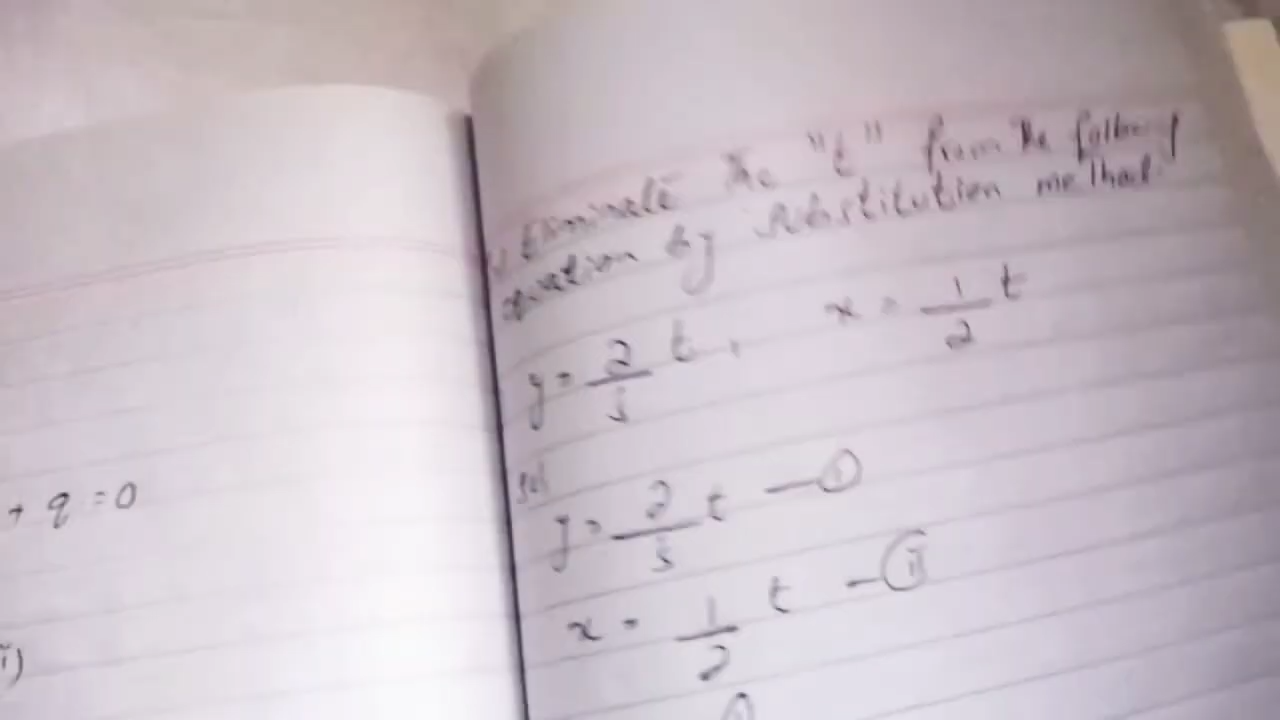 + q = 0
Eliminate the "t" from the following
equation by substitution method.
y = 2/3 t, x = 1/2 t
Sol
y = 2/3 t —(i)
x = 1/2 t —(ii)